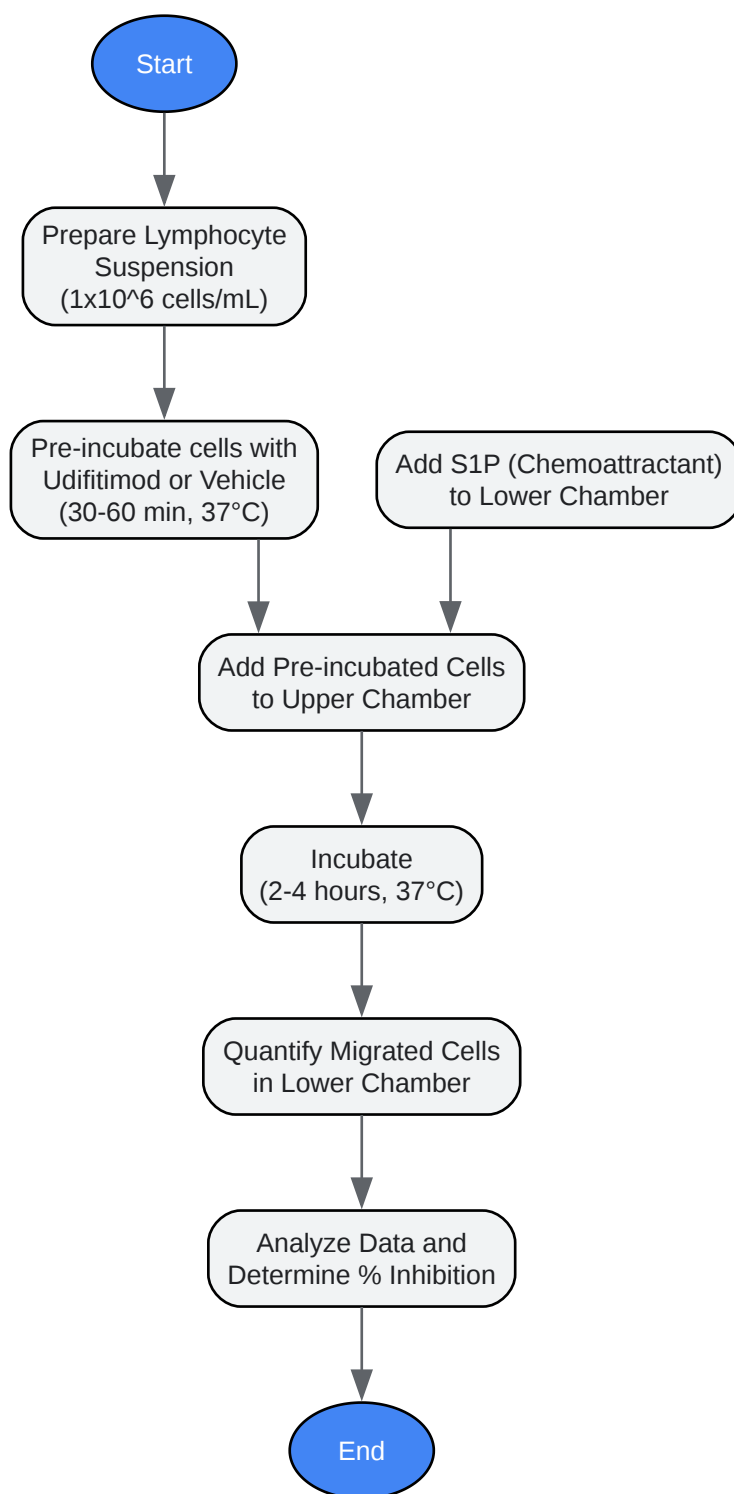 Start
Prepare Lymphocyte
Suspension
(1x10^6 cells/mL)
Pre-incubate cells with
Udifitimod or Vehicle
(30-60 min, 37°C)
Add S1P (Chemoattractant)
to Lower Chamber
Add Pre-incubated Cells
to Upper Chamber
Incubate
(2-4 hours, 37°C)
Quantify Migrated Cells
in Lower Chamber
Analyze Data and
Determine % Inhibition
End